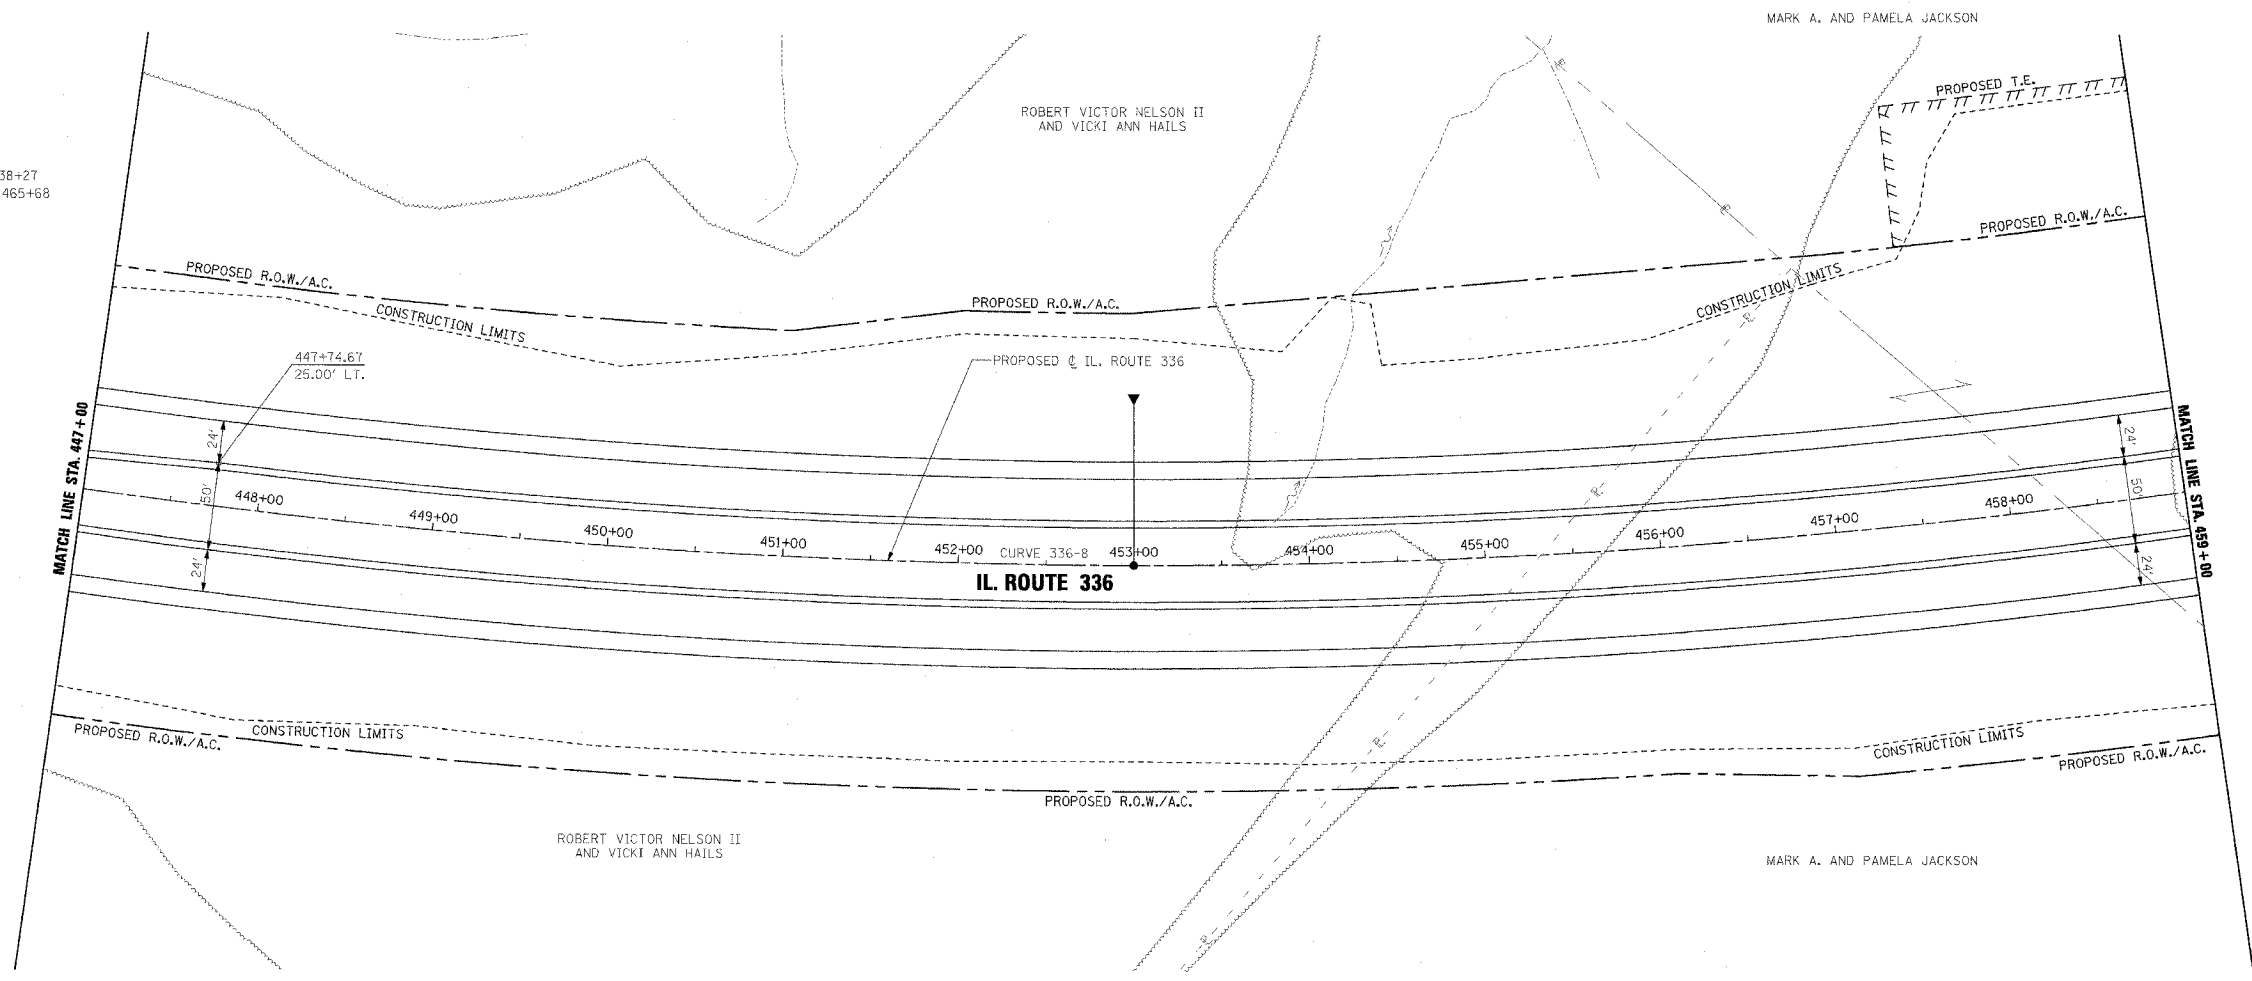 MARK A. AND PAMELA JACKSON
PROPOSED T.E.
ROBERT VICTOR NELSON II
AND VICKI ANN HAILS
38+27
465+68
PROPOSED R.O.W./A.C.
PROPOSED R.O.W./A.C.
PROPOSED R.O.W./A.C.
CONSTRUCTION LIMITS
CONSTRUCTION LIMITS
447+74.67
25.00' LT.
PROPOSED ℄ IL. ROUTE 336
MATCH LINE STA. 447+00
MATCH LINE STA. 459+00
24'
50'
24'
24'
50'
24'
448+00
449+00
450+00
451+00
452+00
CURVE 336-8
453+00
454+00
455+00
456+00
457+00
458+00
IL. ROUTE 336
PROPOSED R.O.W./A.C.
CONSTRUCTION LIMITS
CONSTRUCTION LIMITS
PROPOSED R.O.W./A.C.
PROPOSED R.O.W./A.C.
ROBERT VICTOR NELSON II
AND VICKI ANN HAILS
MARK A. AND PAMELA JACKSON